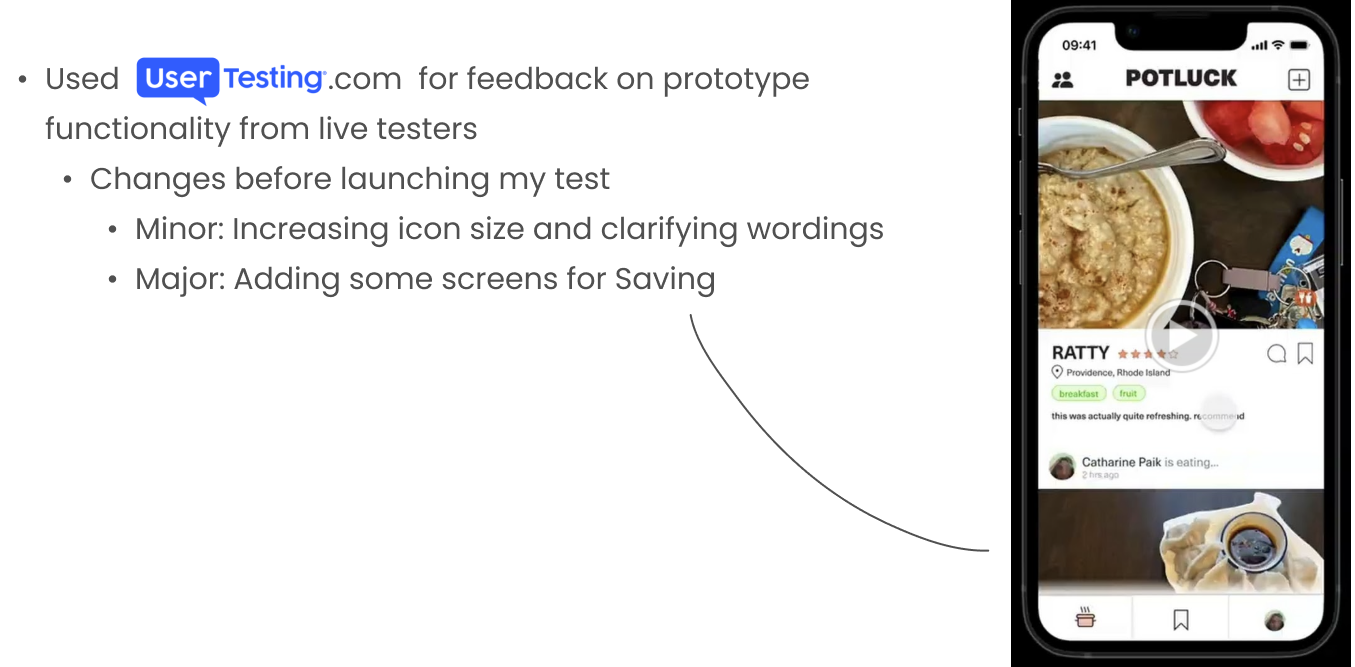 • Used UserTesting.com for feedback on prototype
functionality from live testers
• Changes before launching my test
• Minor: Increasing icon size and clarifying wordings
• Major: Adding some screens for Saving
09:41
POTLUCK
RATTY
Providence, Rhode Island
breakfast fruit
this was actually quite refreshing. recommend
Catharine Paik is eating...
2 hrs ago